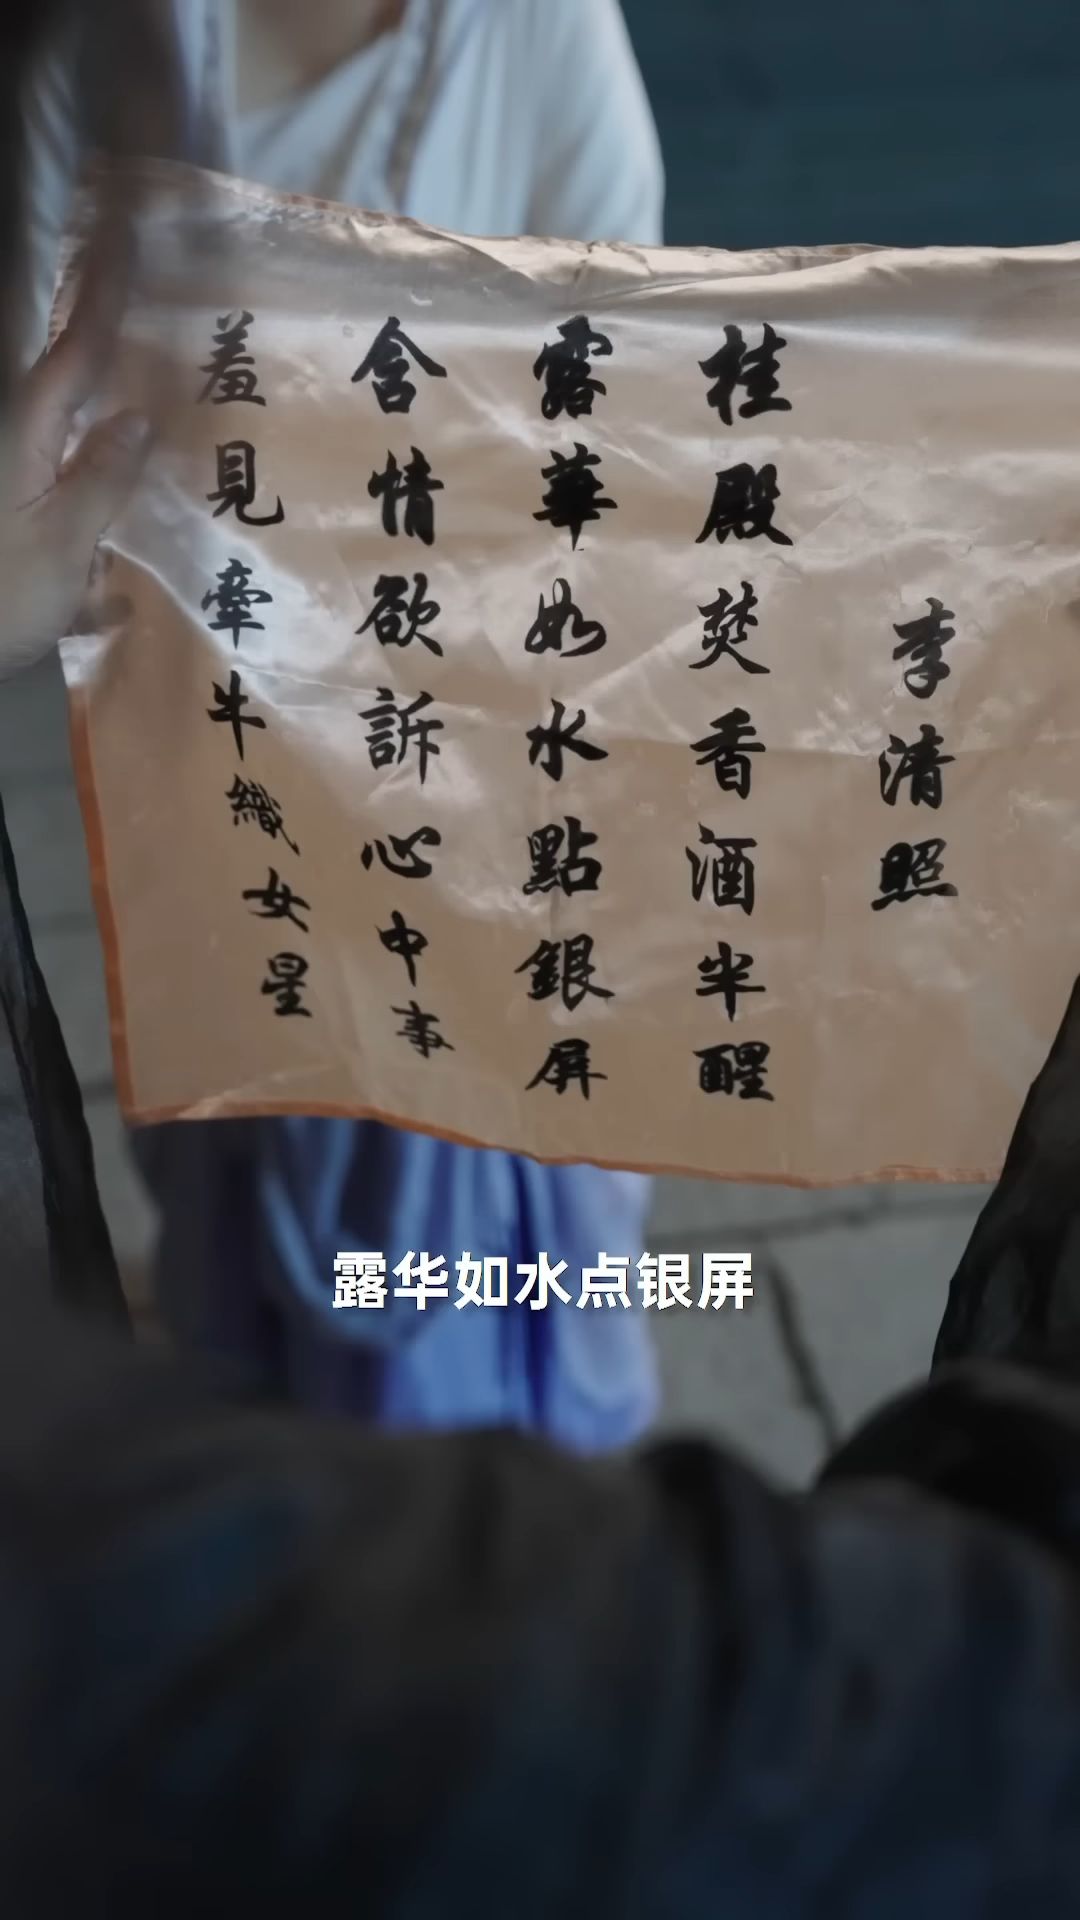 李清照
桂殿焚香酒半醒
露華如水點銀屏
含情欲訴心中事
羞見牽牛織女星
露华如水点银屏